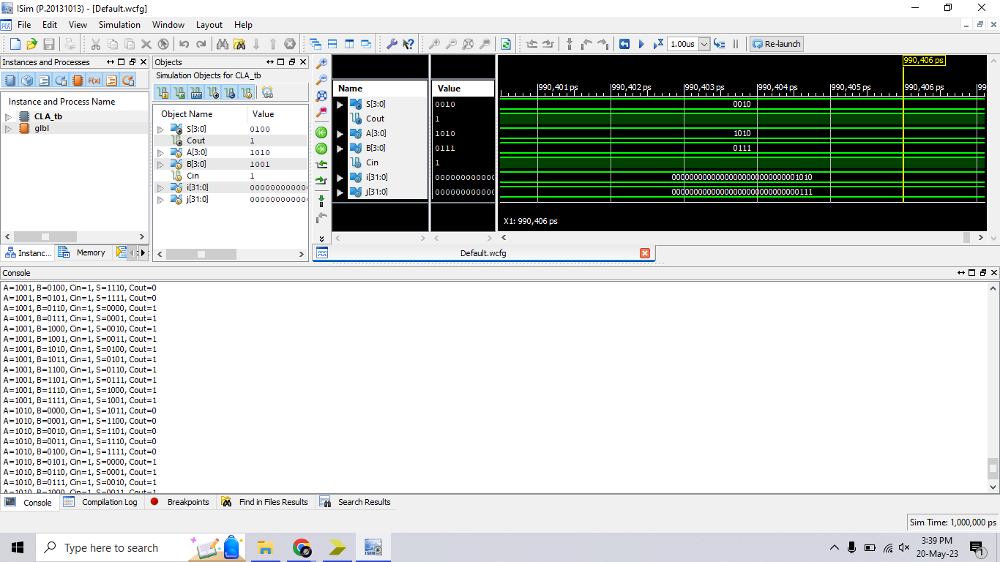 ISim (P.20131013) - [Default.wcfg]
File Edit View Simulation Window Layout Help
1.00us
Re-launch
Instances and Processes
Instance and Process Name
CLA_tb
glbl
Instanc...
Memory
Objects
Simulation Objects for CLA_tb
Object Name Value
S[3:0] 0100
Cout 1
A[3:0] 1010
B[3:0] 1001
Cin 1
i[31:0] 000000000000
j[31:0] 000000000000
Name Value
S[3:0] 0010
Cout 1
A[3:0] 1010
B[3:0] 0111
Cin 1
i[31:0] 000000000000
j[31:0] 000000000000
990,406 ps
990,401 ps 990,402 ps 990,403 ps 990,404 ps 990,405 ps 990,406 ps 99
0010
1010
0111
00000000000000000000000000001010
00000000000000000000000000000111
X1: 990,406 ps
Default.wcfg
Console
A=1001, B=0100, Cin=1, S=1110, Cout=0
A=1001, B=0101, Cin=1, S=1111, Cout=0
A=1001, B=0110, Cin=1, S=0000, Cout=1
A=1001, B=0111, Cin=1, S=0001, Cout=1
A=1001, B=1000, Cin=1, S=0010, Cout=1
A=1001, B=1001, Cin=1, S=0011, Cout=1
A=1001, B=1010, Cin=1, S=0100, Cout=1
A=1001, B=1011, Cin=1, S=0101, Cout=1
A=1001, B=1100, Cin=1, S=0110, Cout=1
A=1001, B=1101, Cin=1, S=0111, Cout=1
A=1001, B=1110, Cin=1, S=1000, Cout=1
A=1001, B=1111, Cin=1, S=1001, Cout=1
A=1010, B=0000, Cin=1, S=1011, Cout=0
A=1010, B=0001, Cin=1, S=1100, Cout=0
A=1010, B=0010, Cin=1, S=1101, Cout=0
A=1010, B=0011, Cin=1, S=1110, Cout=0
A=1010, B=0100, Cin=1, S=1111, Cout=0
A=1010, B=0101, Cin=1, S=0000, Cout=1
A=1010, B=0110, Cin=1, S=0001, Cout=1
A=1010, B=0111, Cin=1, S=0010, Cout=1
A=1010, B=1000, Cin=1, S=0011, Cout=1
Console Compilation Log Breakpoints Find in Files Results Search Results
Sim Time: 1,000,000 ps
Type here to search
3:39 PM
20-May-23
1